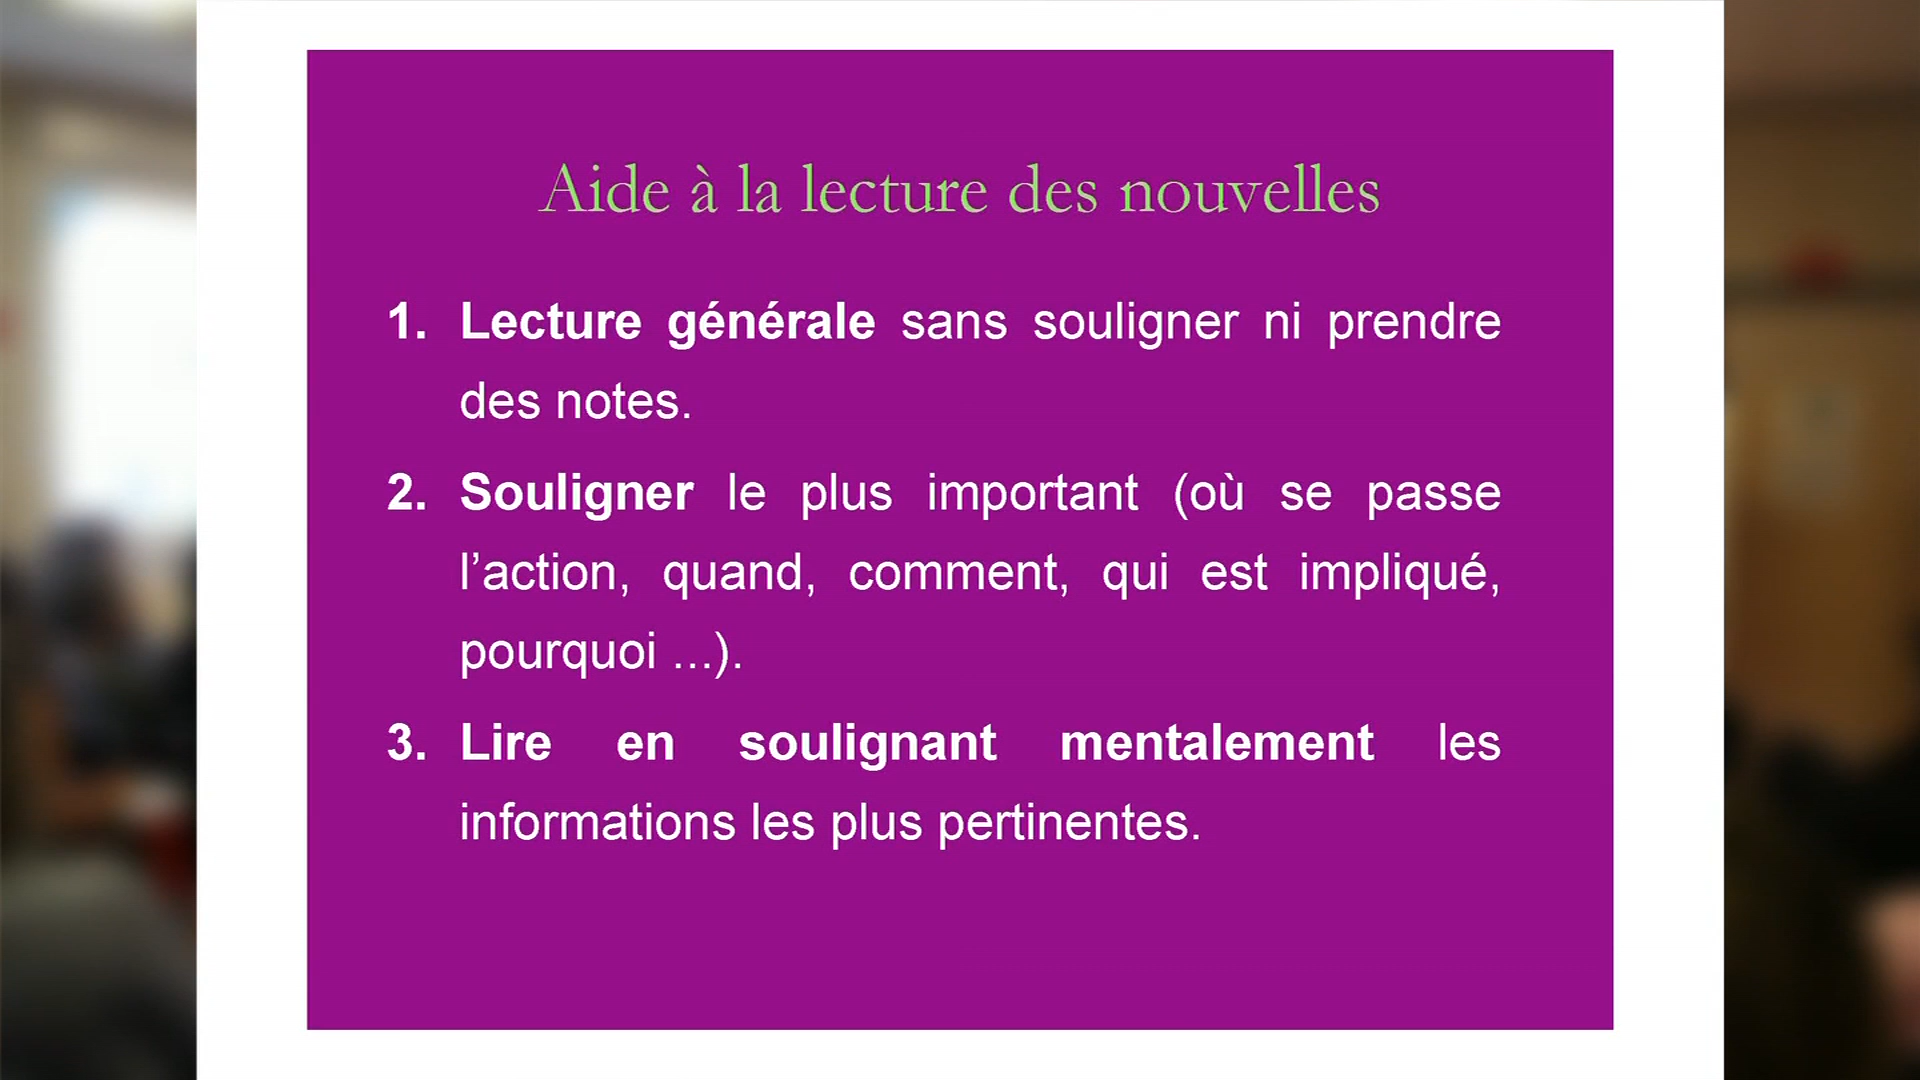 Aide à la lecture des nouvelles
1. Lecture générale sans souligner ni prendre
des notes.
2. Souligner le plus important (où se passe
l’action, quand, comment, qui est impliqué,
pourquoi ...).
3. Lire en soulignant mentalement les
informations les plus pertinentes.